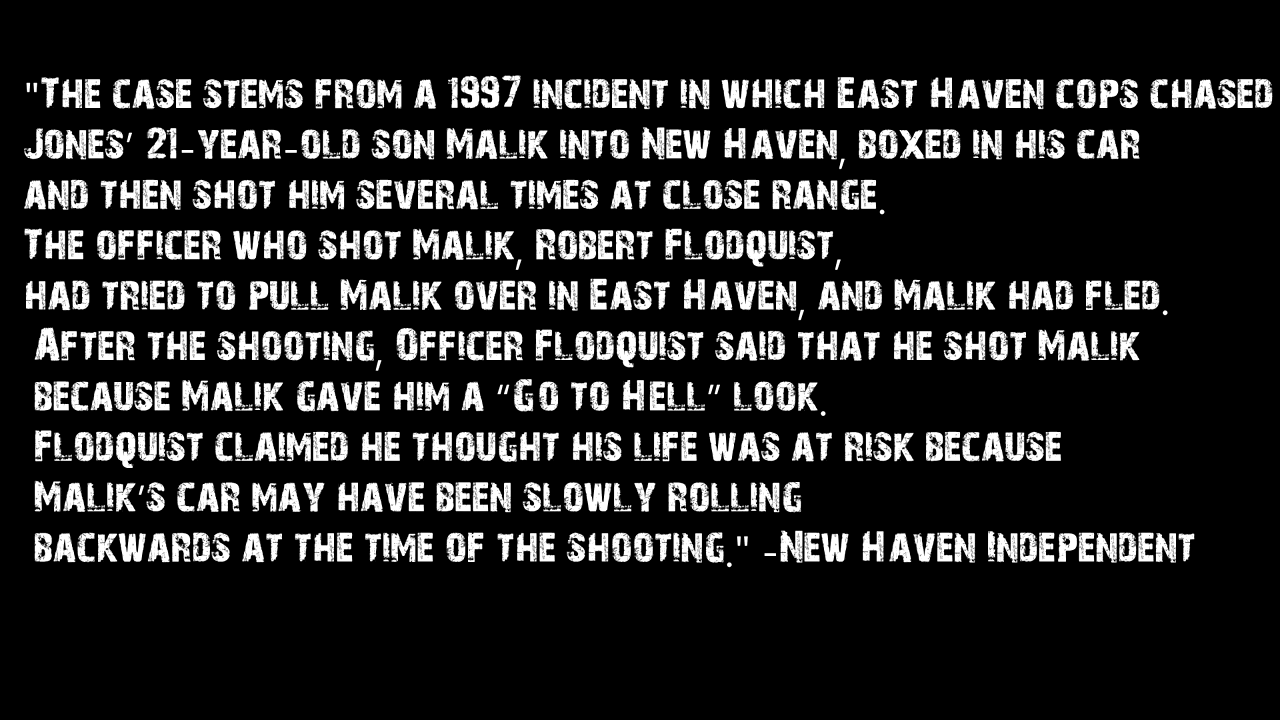 "The case stems from a 1997 incident in which East Haven cops chased
Jones’ 21-year-old son Malik into New Haven, boxed in his car
and then shot him several times at close range.
The officer who shot Malik, Robert Flodquist,
had tried to pull Malik over in East Haven, and Malik had fled.
After the shooting, Officer Flodquist said that he shot Malik
because Malik gave him a “Go to Hell” look.
Flodquist claimed he thought his life was at risk because
Malik’s car may have been slowly rolling
backwards at the time of the shooting." -New Haven Independent